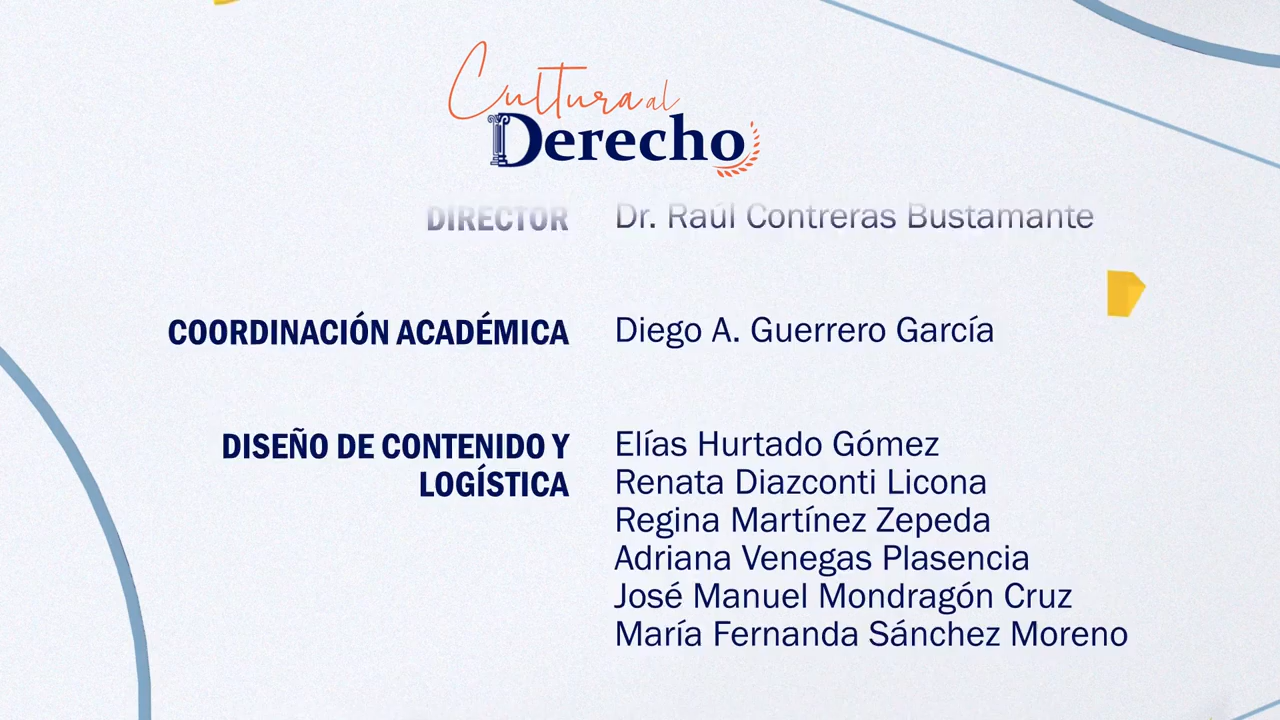 Cultura al
Derecho
DIRECTOR Dr. Raúl Contreras Bustamante
COORDINACIÓN ACADÉMICA Diego A. Guerrero García
DISEÑO DE CONTENIDO Y Elías Hurtado Gómez
LOGÍSTICA Renata Diazconti Licona
Regina Martínez Zepeda
Adriana Venegas Plasencia
José Manuel Mondragón Cruz
María Fernanda Sánchez Moreno